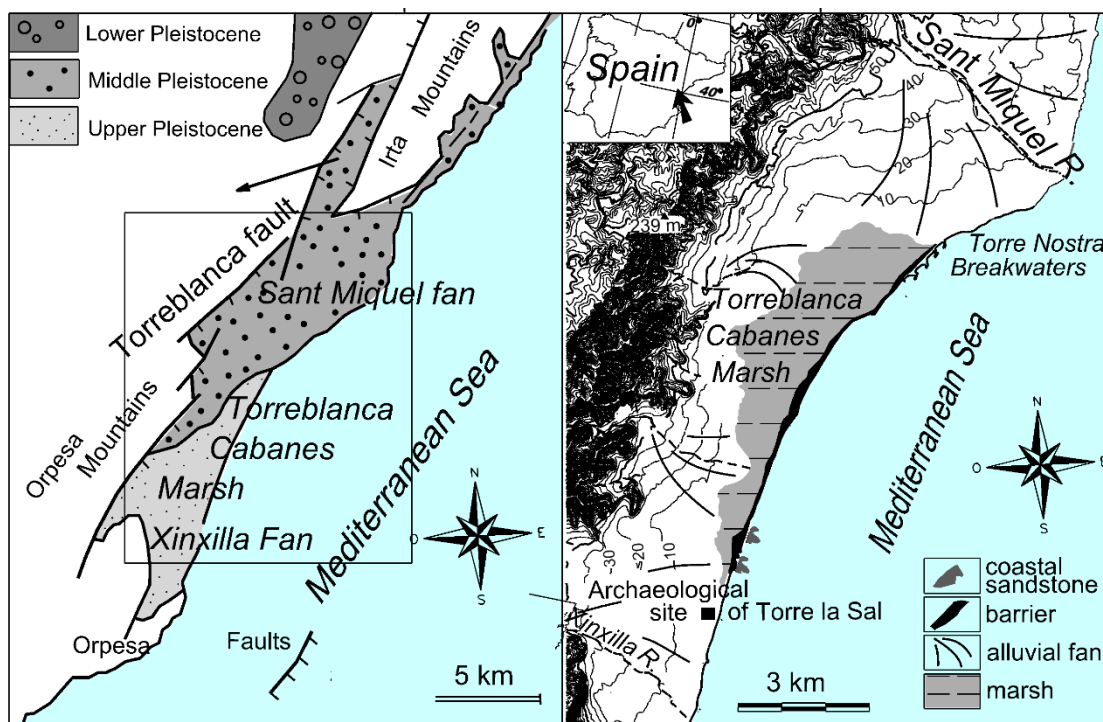 Lower Pleistocene
Middle Pleistocene
Upper Pleistocene
Irta
Mountains
Torreblanca fault
Sant Miquel fan
Torreblanca
Cabanes
Marsh
Xinxilla Fan
Orpesa
Mountains
Mediterranean Sea
N
O
E
S
Orpesa
Faults
5 km
Spain
0°
40°
Sant Miquel R.
60
40
30
20
10
239 m
Torre Nostra
Breakwaters
Torreblanca
Cabanes
Marsh
Mediterranean Sea
N
O
E
S
30
20
10
Archaeological
site
of Torre la Sal
Xinxilla R.
3 km
coastal
sandstone
barrier
alluvial fan
marsh